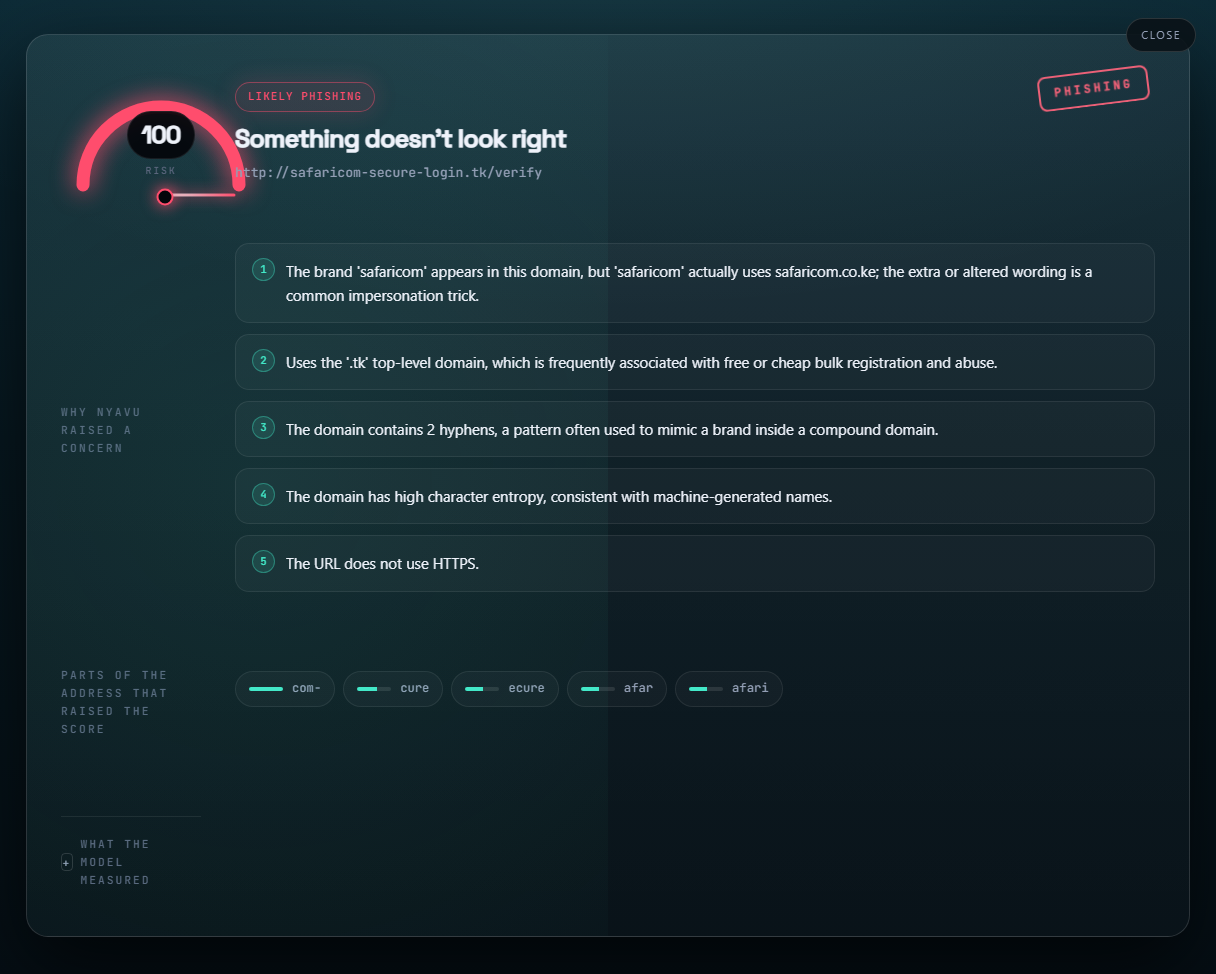 CLOSE
PHISHING
LIKELY PHISHING
100
RISK
Something doesn't look right
http://safaricom-secure-login.tk/verify
WHY NYAVU
RAISED A
CONCERN
1
The brand 'safaricom' appears in this domain, but 'safaricom' actually uses safaricom.co.ke; the extra or altered wording is a
common impersonation trick.
2
Uses the '.tk' top-level domain, which is frequently associated with free or cheap bulk registration and abuse.
3
The domain contains 2 hyphens, a pattern often used to mimic a brand inside a compound domain.
4
The domain has high character entropy, consistent with machine-generated names.
5
The URL does not use HTTPS.
PARTS OF THE
ADDRESS THAT
RAISED THE
SCORE
com-
cure
ecure
afar
afari
+
WHAT THE
MODEL
MEASURED